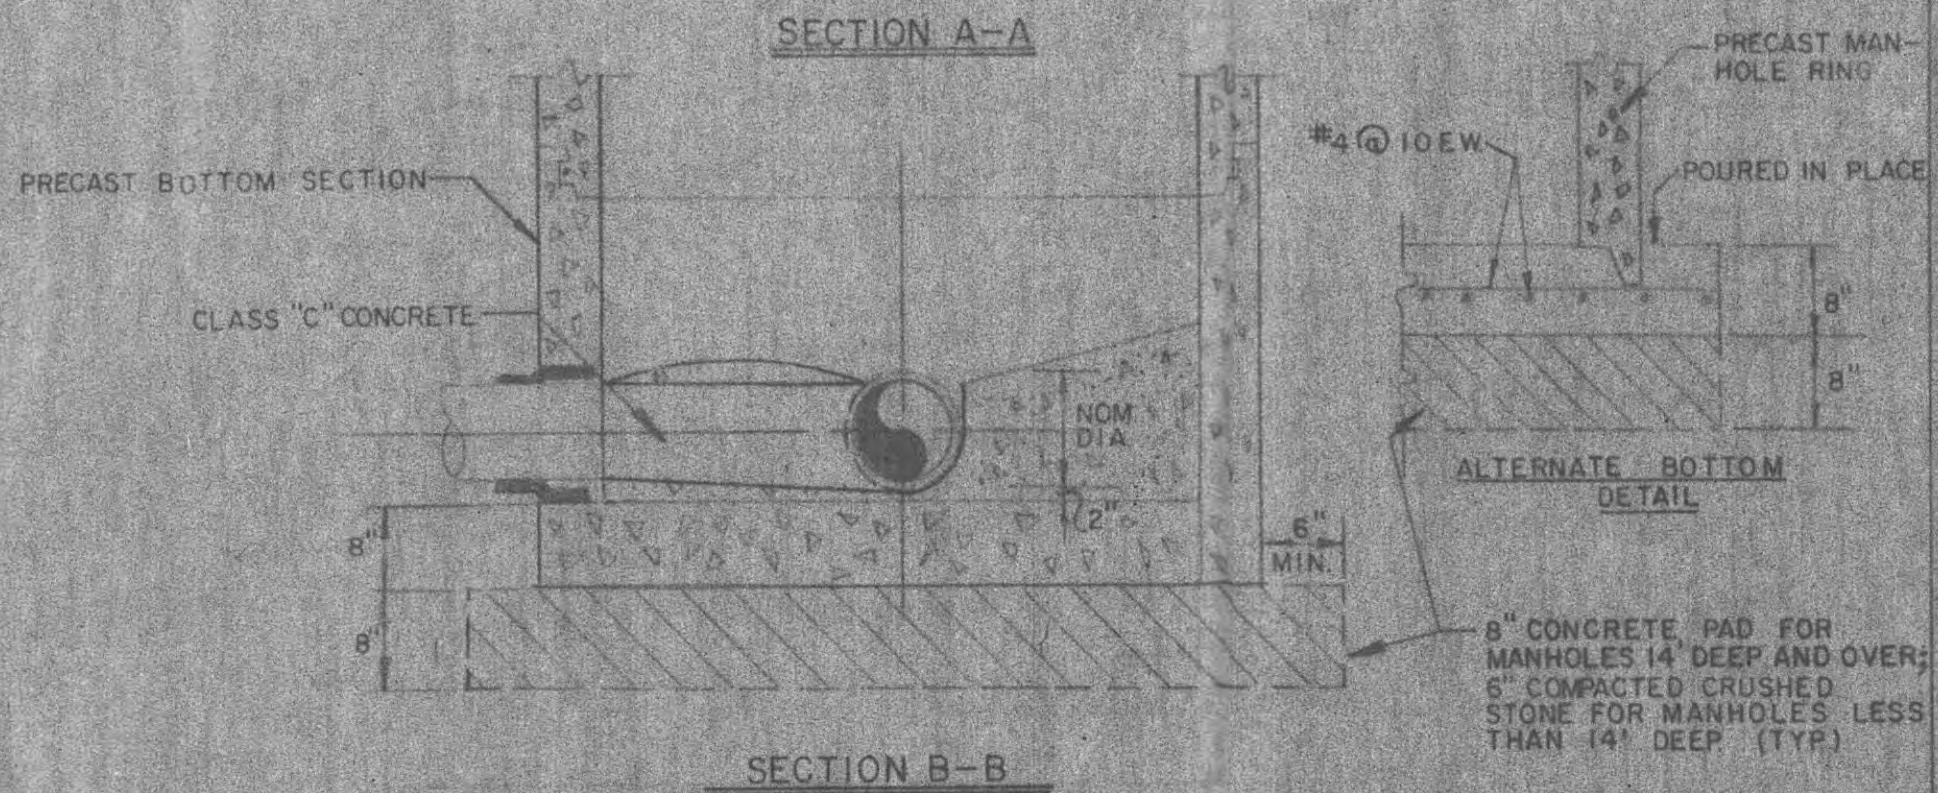 SECTION A-A
PRECAST MAN-
HOLE RING
#4 @ 10 EW
PRECAST BOTTOM SECTION
POURED IN PLACE
CLASS "C" CONCRETE
8"
8"
NOM
DIA
ALTERNATE BOTTOM
DETAIL
2"
6"
MIN.
8"
8"
8" CONCRETE PAD FOR
MANHOLES 14' DEEP AND OVER;
6" COMPACTED CRUSHED
STONE FOR MANHOLES LESS
THAN 14' DEEP (TYP.)
SECTION B-B